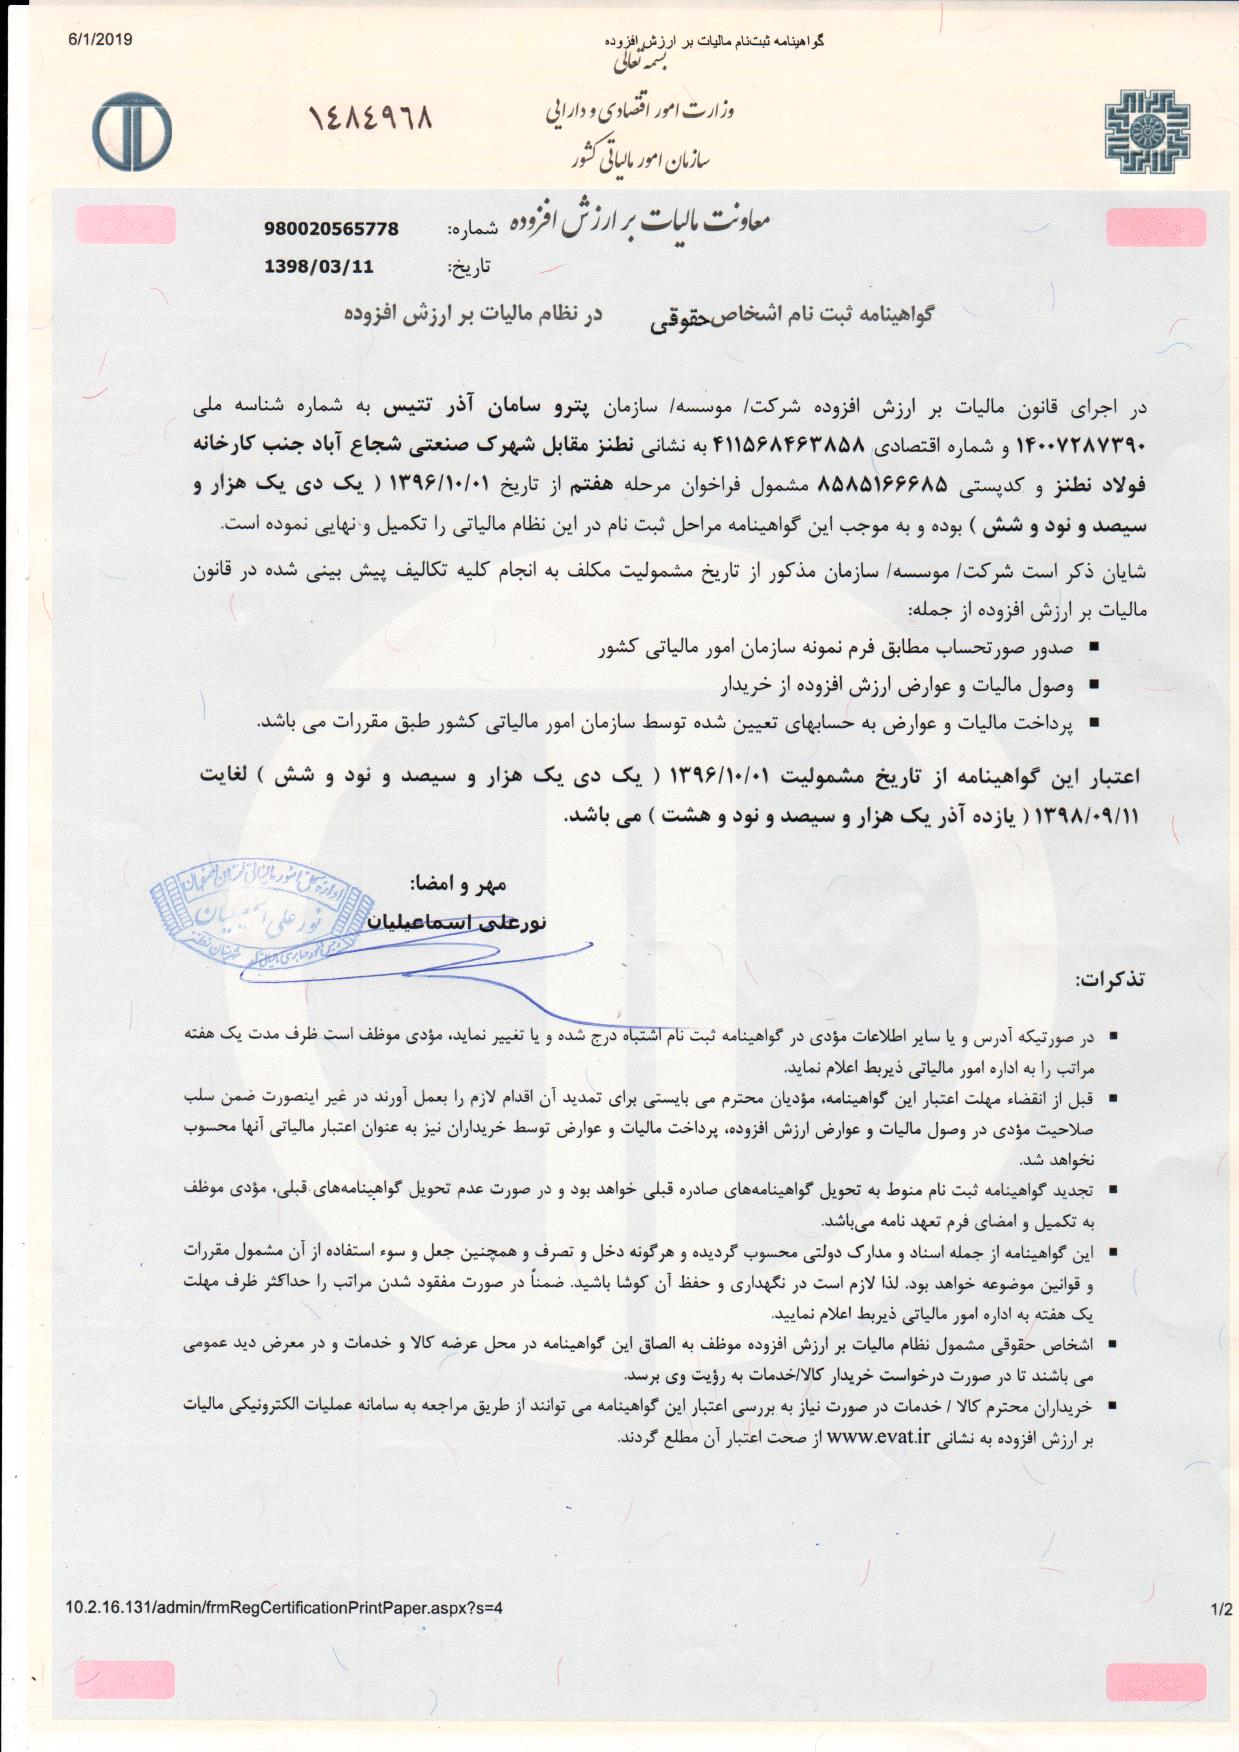 6/1/2019
گواهینامه ثبت‌نام مالیات بر ارزش افزوده
بسمه تعالی
وزارت امور اقتصادی و دارایی
١٤٨٤٩٦٨
سازمان امور مالیاتی کشور
معاونت مالیات بر ارزش افزوده
شماره: 980020565778
تاریخ: 1398/03/11
گواهینامه ثبت نام اشخاص حقوقی در نظام مالیات بر ارزش افزوده
در اجرای قانون مالیات بر ارزش افزوده شرکت/ موسسه/ سازمان پترو سامان آذر تتیس به شماره شناسه ملی
۱۴۰۰۷۲۸۷۳۹۰ و شماره اقتصادی ۴۱۱۵۶۸۴۶۳۸۵۸ به نشانی نطنز مقابل شهرک صنعتی شجاع آباد جنب کارخانه
فولاد نطنز و کدپستی ۸۵۸۵۱۶۶۶۸۵ مشمول فراخوان مرحله هفتم از تاریخ ۱۳۹۶/۱۰/۰۱ ( یک دی یک هزار و
سیصد و نود و شش ) بوده و به موجب این گواهینامه مراحل ثبت نام در این نظام مالیاتی را تکمیل و نهایی نموده است.
شایان ذکر است شرکت/ موسسه/ سازمان مذکور از تاریخ مشمولیت مکلف به انجام کلیه تکالیف پیش بینی شده در قانون
مالیات بر ارزش افزوده از جمله:
▪ صدور صورتحساب مطابق فرم نمونه سازمان امور مالیاتی کشور
▪ وصول مالیات و عوارض ارزش افزوده از خریدار
▪ پرداخت مالیات و عوارض به حسابهای تعیین شده توسط سازمان امور مالیاتی کشور طبق مقررات می باشد.
اعتبار این گواهینامه از تاریخ مشمولیت ۱۳۹۶/۱۰/۰۱ ( یک دی یک هزار و سیصد و نود و شش ) لغایت
۱۳۹۸/۰۹/۱۱ ( یازده آذر یک هزار و سیصد و نود و هشت ) می باشد.
مهر و امضا:
نورعلی اسماعیلیان
اداره کل امور مالیاتی استان اصفهان
نورعلی اسمعیلیان
شهرستان نطنز
تذکرات:
▪ در صورتیکه آدرس و یا سایر اطلاعات مؤدی در گواهینامه ثبت نام اشتباه درج شده و یا تغییر نماید، مؤدی موظف است ظرف مدت یک هفته
مراتب را به اداره امور مالیاتی ذیربط اعلام نماید.
▪ قبل از انقضاء مهلت اعتبار این گواهینامه، مؤدیان محترم می بایستی برای تمدید آن اقدام لازم را بعمل آورند در غیر اینصورت ضمن سلب
صلاحیت مؤدی در وصول مالیات و عوارض ارزش افزوده، پرداخت مالیات و عوارض توسط خریداران نیز به عنوان اعتبار مالیاتی آنها محسوب
نخواهد شد.
▪ تجدید گواهینامه ثبت نام منوط به تحویل گواهینامه‌های صادره قبلی خواهد بود و در صورت عدم تحویل گواهینامه‌های قبلی، مؤدی موظف
به تکمیل و امضای فرم تعهد نامه می‌باشد.
▪ این گواهینامه از جمله اسناد و مدارک دولتی محسوب گردیده و هرگونه دخل و تصرف و همچنین جعل و سوء استفاده از آن مشمول مقررات
و قوانین موضوعه خواهد بود. لذا لازم است در نگهداری و حفظ آن کوشا باشید. ضمناً در صورت مفقود شدن مراتب را حداکثر ظرف مهلت
یک هفته به اداره امور مالیاتی ذیربط اعلام نمایید.
▪ اشخاص حقوقی مشمول نظام مالیات بر ارزش افزوده موظف به الصاق این گواهینامه در محل عرضه کالا و خدمات و در معرض دید عمومی
می باشند تا در صورت درخواست خریدار کالا/خدمات به رؤیت وی برسد.
▪ خریداران محترم کالا / خدمات در صورت نیاز به بررسی اعتبار این گواهینامه می توانند از طریق مراجعه به سامانه عملیات الکترونیکی مالیات
بر ارزش افزوده به نشانی www.evat.ir از صحت اعتبار آن مطلع گردند.
10.2.16.131/admin/frmRegCertificationPrintPaper.aspx?s=4
1/2